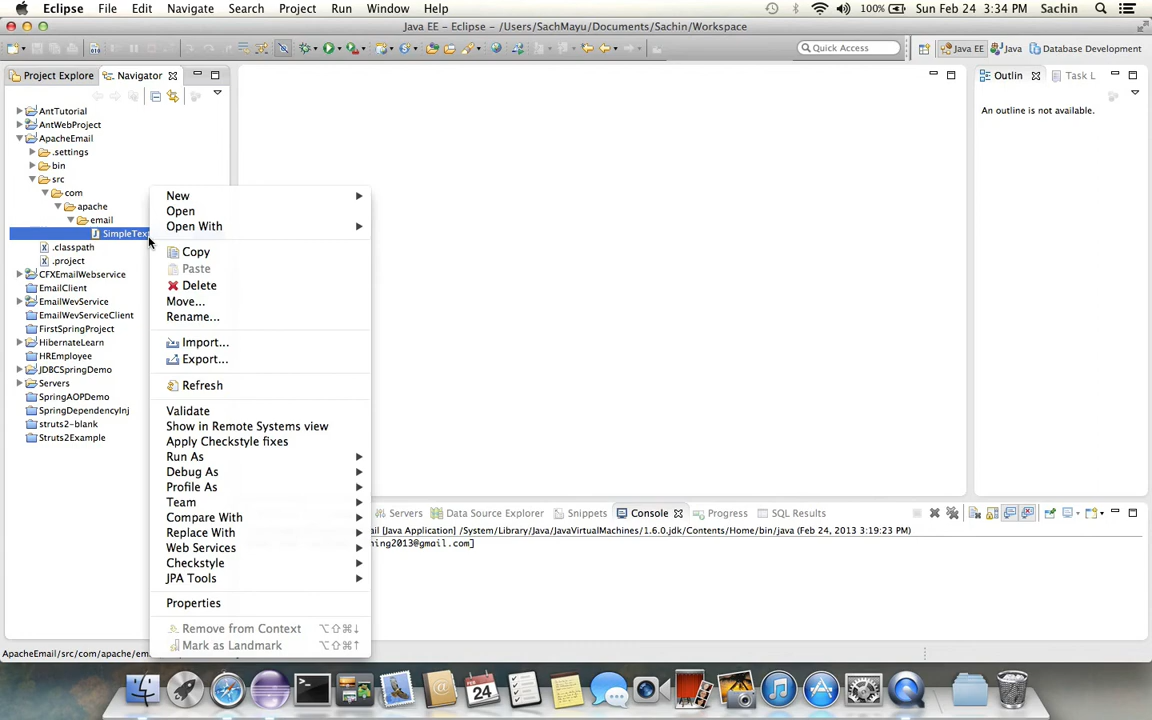 Eclipse File Edit Navigate Search Project Run Window Help 100% Sun Feb 24 3:34 PM Sachin
Java EE – Eclipse – /Users/SachMayu/Documents/Sachin/Workspace
Quick Access Java EE Java Database Development
Project Explore Navigator Outlin Task L
An outline is not available.
AntTutorial
AntWebProject
ApacheEmail
.settings
bin
src
com
apache
email
SimpleText
.classpath
.project
CFXEmailWebservice
EmailClient
EmailWevService
EmailWevServiceClient
FirstSpringProject
HibernateLearn
HREmployee
JDBCSpringDemo
Servers
SpringAOPDemo
SpringDependencyInj
struts2-blank
Struts2Example
New
Open
Open With
Copy
Paste
Delete
Move...
Rename...
Import...
Export...
Refresh
Validate
Show in Remote Systems view
Apply Checkstyle fixes
Run As
Debug As
Profile As
Team
Compare With
Replace With
Web Services
Checkstyle
JPA Tools
Properties
Remove from Context ⌥⇧⌘↓
Mark as Landmark ⌥⇧⌘↑
Servers Data Source Explorer Snippets Console Progress SQL Results
ail [Java Application] /System/Library/Java/JavaVirtualMachines/1.6.0.jdk/Contents/Home/bin/java (Feb 24, 2013 3:19:23 PM)
ning2013@gmail.com]
ApacheEmail/src/com/apache/em
FEB
24